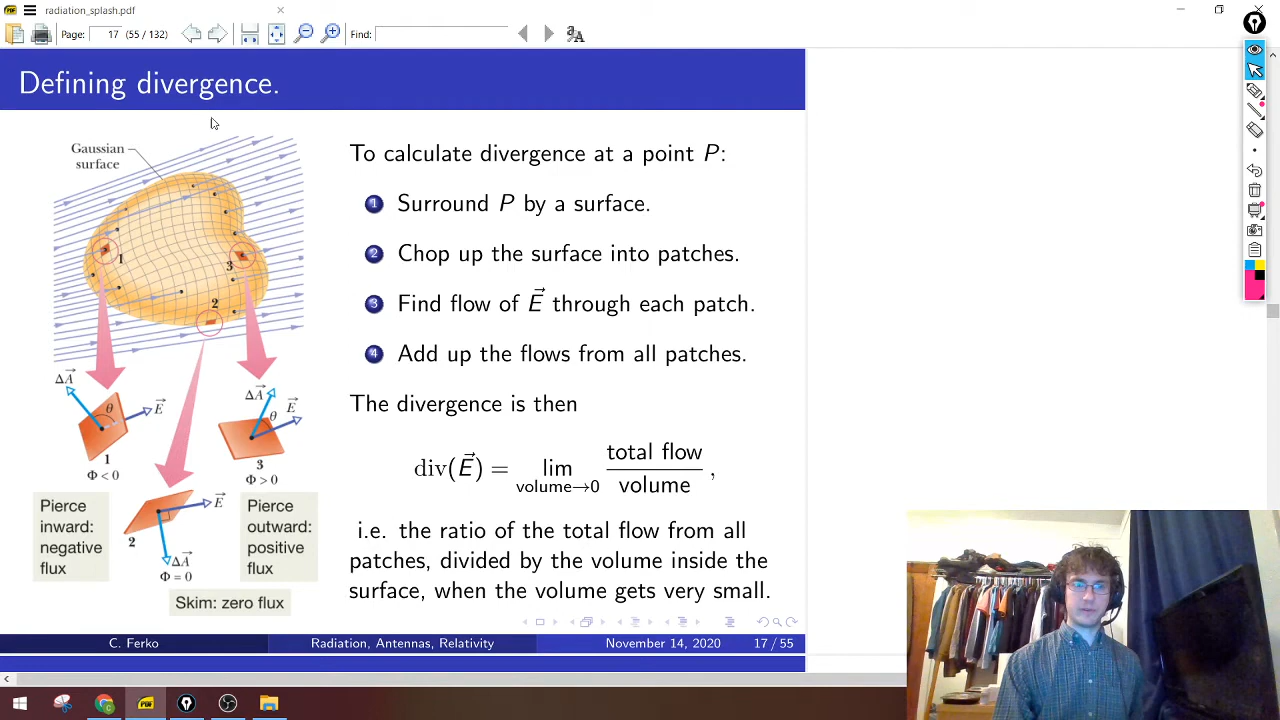 radiation_splash.pdf
Page: 17 (55 / 132)
Find:
Defining divergence.
Gaussian
surface
1
3
2
ΔA⃗
θ
E⃗
1
Φ < 0
ΔA⃗
E⃗
θ
3
Φ > 0
E⃗
2
ΔA⃗
Φ = 0
Pierce
inward:
negative
flux
Pierce
outward:
positive
flux
Skim: zero flux
To calculate divergence at a point P:
1 Surround P by a surface.
2 Chop up the surface into patches.
3 Find flow of E⃗ through each patch.
4 Add up the flows from all patches.
The divergence is then
div(E⃗) = lim volume→0 total flow / volume ,
i.e. the ratio of the total flow from all
patches, divided by the volume inside the
surface, when the volume gets very small.
C. Ferko Radiation, Antennas, Relativity November 14, 2020 17 / 55